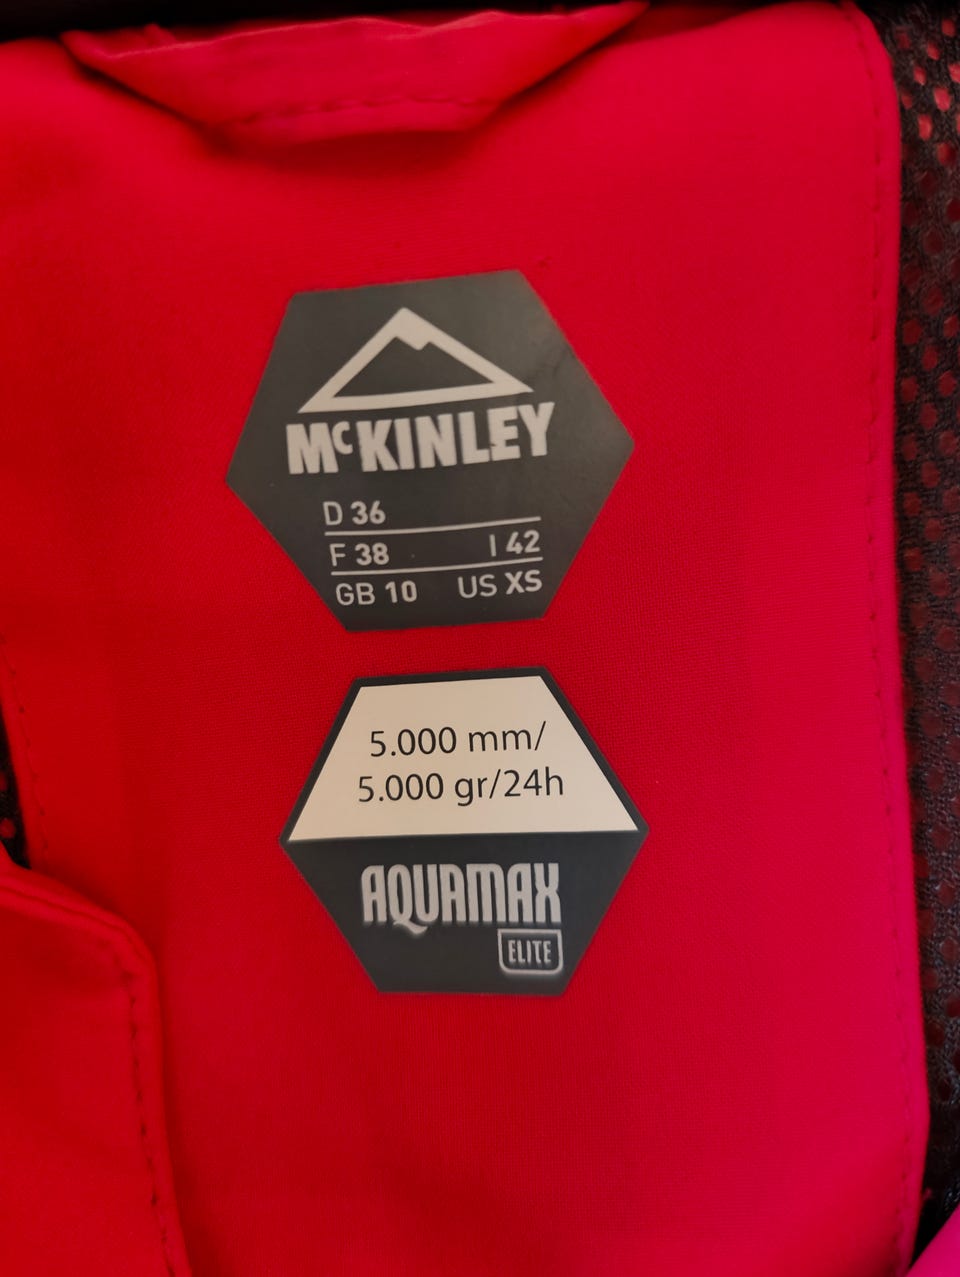 McKINLEY
D 36
F 38 I 42
GB 10 US XS
5.000 mm/
5.000 gr/24h
AQUAMAX
ELITE